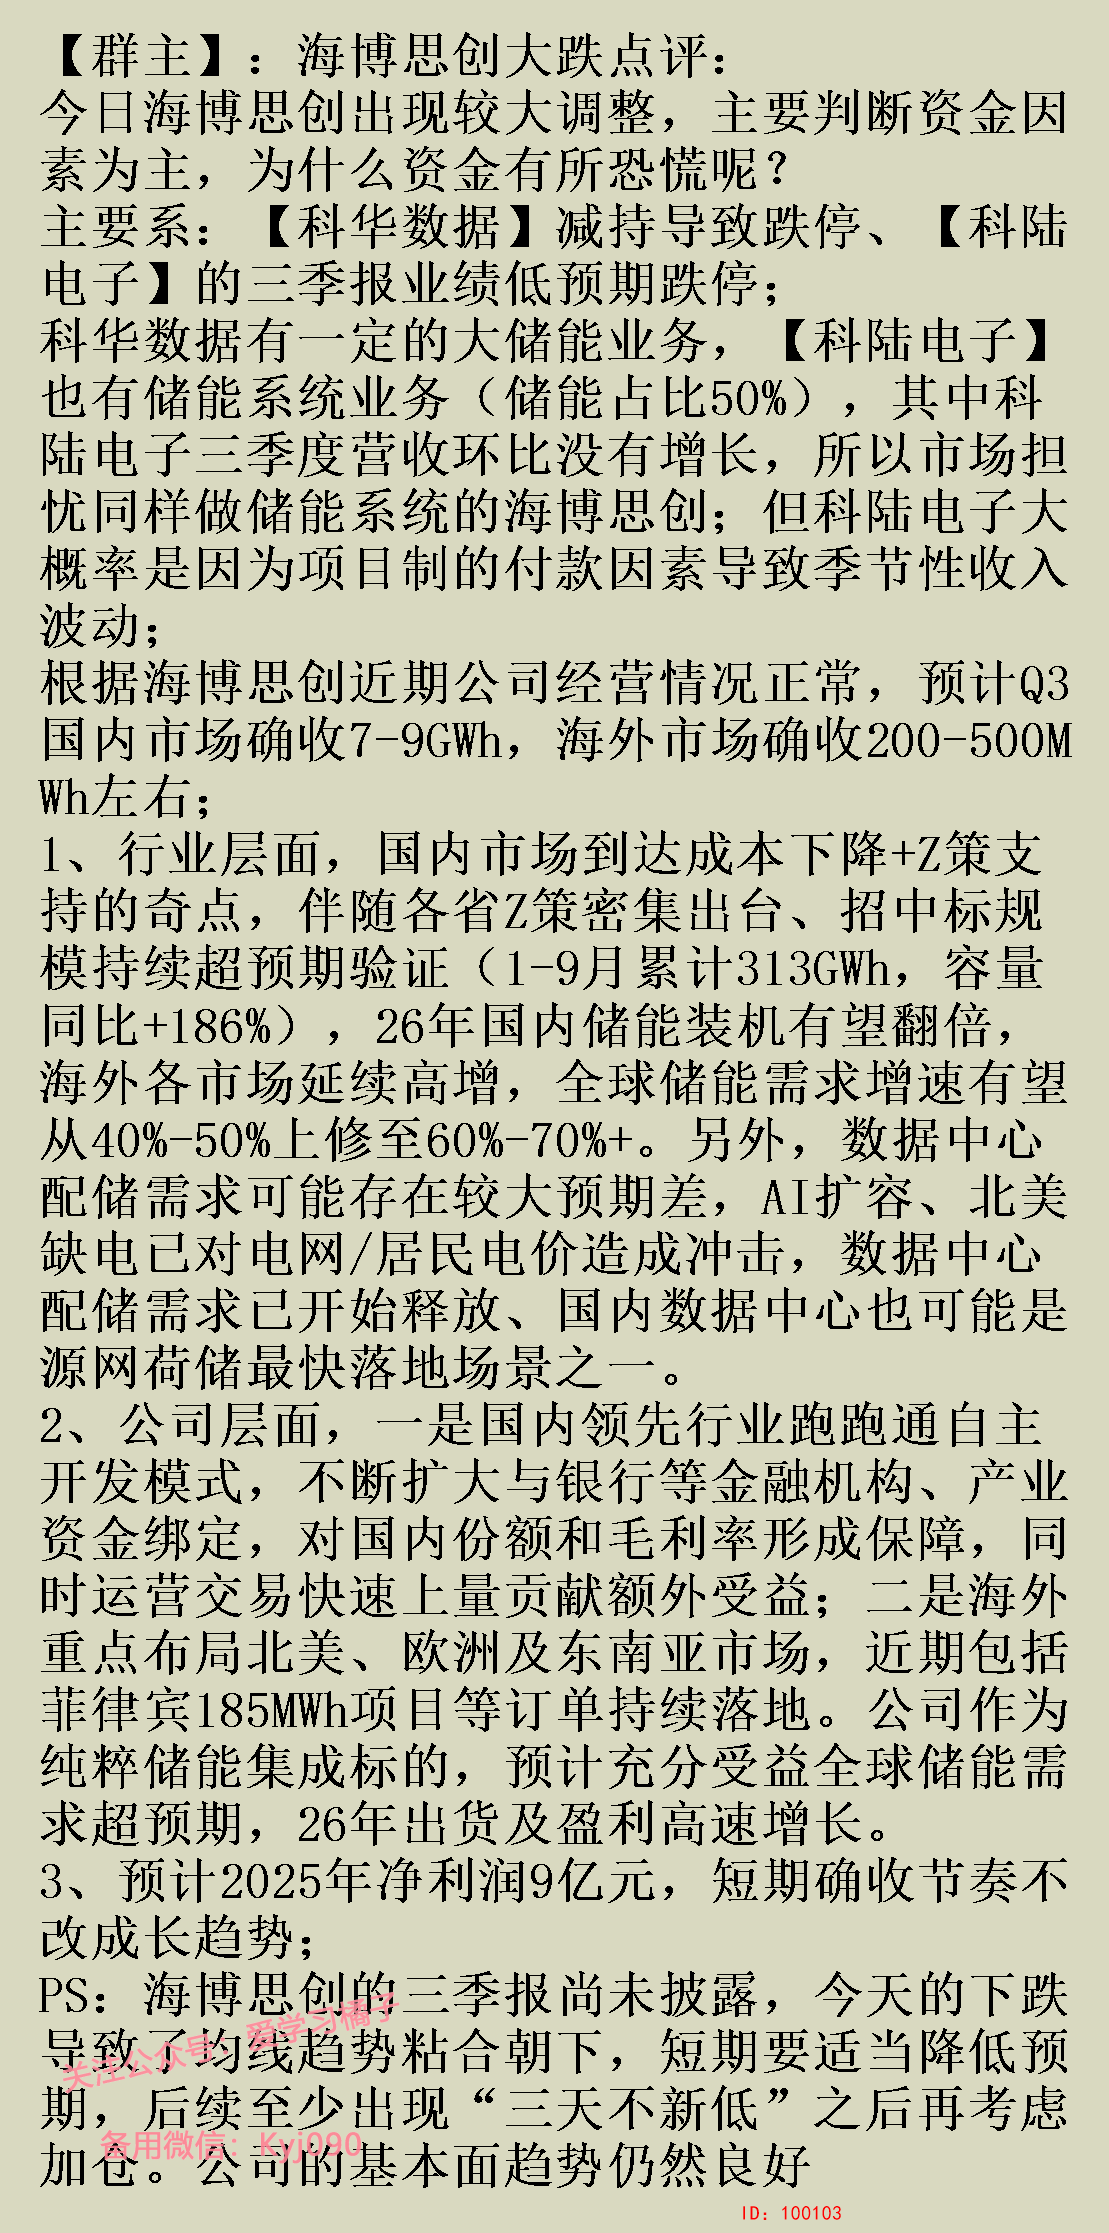 【群主】：海博思创大跌点评：
今日海博思创出现较大调整，主要判断资金因
素为主，为什么资金有所恐慌呢？
主要系：【科华数据】减持导致跌停、【科陆
电子】的三季报业绩低预期跌停；
科华数据有一定的大储能业务，【科陆电子】
也有储能系统业务（储能占比50%），其中科
陆电子三季度营收环比没有增长，所以市场担
忧同样做储能系统的海博思创；但科陆电子大
概率是因为项目制的付款因素导致季节性收入
波动；
根据海博思创近期公司经营情况正常，预计Q3
国内市场确收7-9GWh，海外市场确收200-500M
Wh左右；
1、行业层面，国内市场到达成本下降+Z策支
持的奇点，伴随各省Z策密集出台、招中标规
模持续超预期验证（1-9月累计313GWh，容量
同比+186%），26年国内储能装机有望翻倍，
海外各市场延续高增，全球储能需求增速有望
从40%-50%上修至60%-70%+。另外，数据中心
配储需求可能存在较大预期差，AI扩容、北美
缺电已对电网/居民电价造成冲击，数据中心
配储需求已开始释放、国内数据中心也可能是
源网荷储最快落地场景之一。
2、公司层面，一是国内领先行业跑跑通自主
开发模式，不断扩大与银行等金融机构、产业
资金绑定，对国内份额和毛利率形成保障，同
时运营交易快速上量贡献额外受益；二是海外
重点布局北美、欧洲及东南亚市场，近期包括
菲律宾185MWh项目等订单持续落地。公司作为
纯粹储能集成标的，预计充分受益全球储能需
求超预期，26年出货及盈利高速增长。
3、预计2025年净利润9亿元，短期确收节奏不
改成长趋势；
PS：海博思创的三季报尚未披露，今天的下跌
导致了均线趋势粘合朝下，短期要适当降低预
期，后续至少出现“三天不新低”之后再考虑
加仓。公司的基本面趋势仍然良好
关注公众号：爱学习橘子
备用微信：Kyj090
ID: 100103